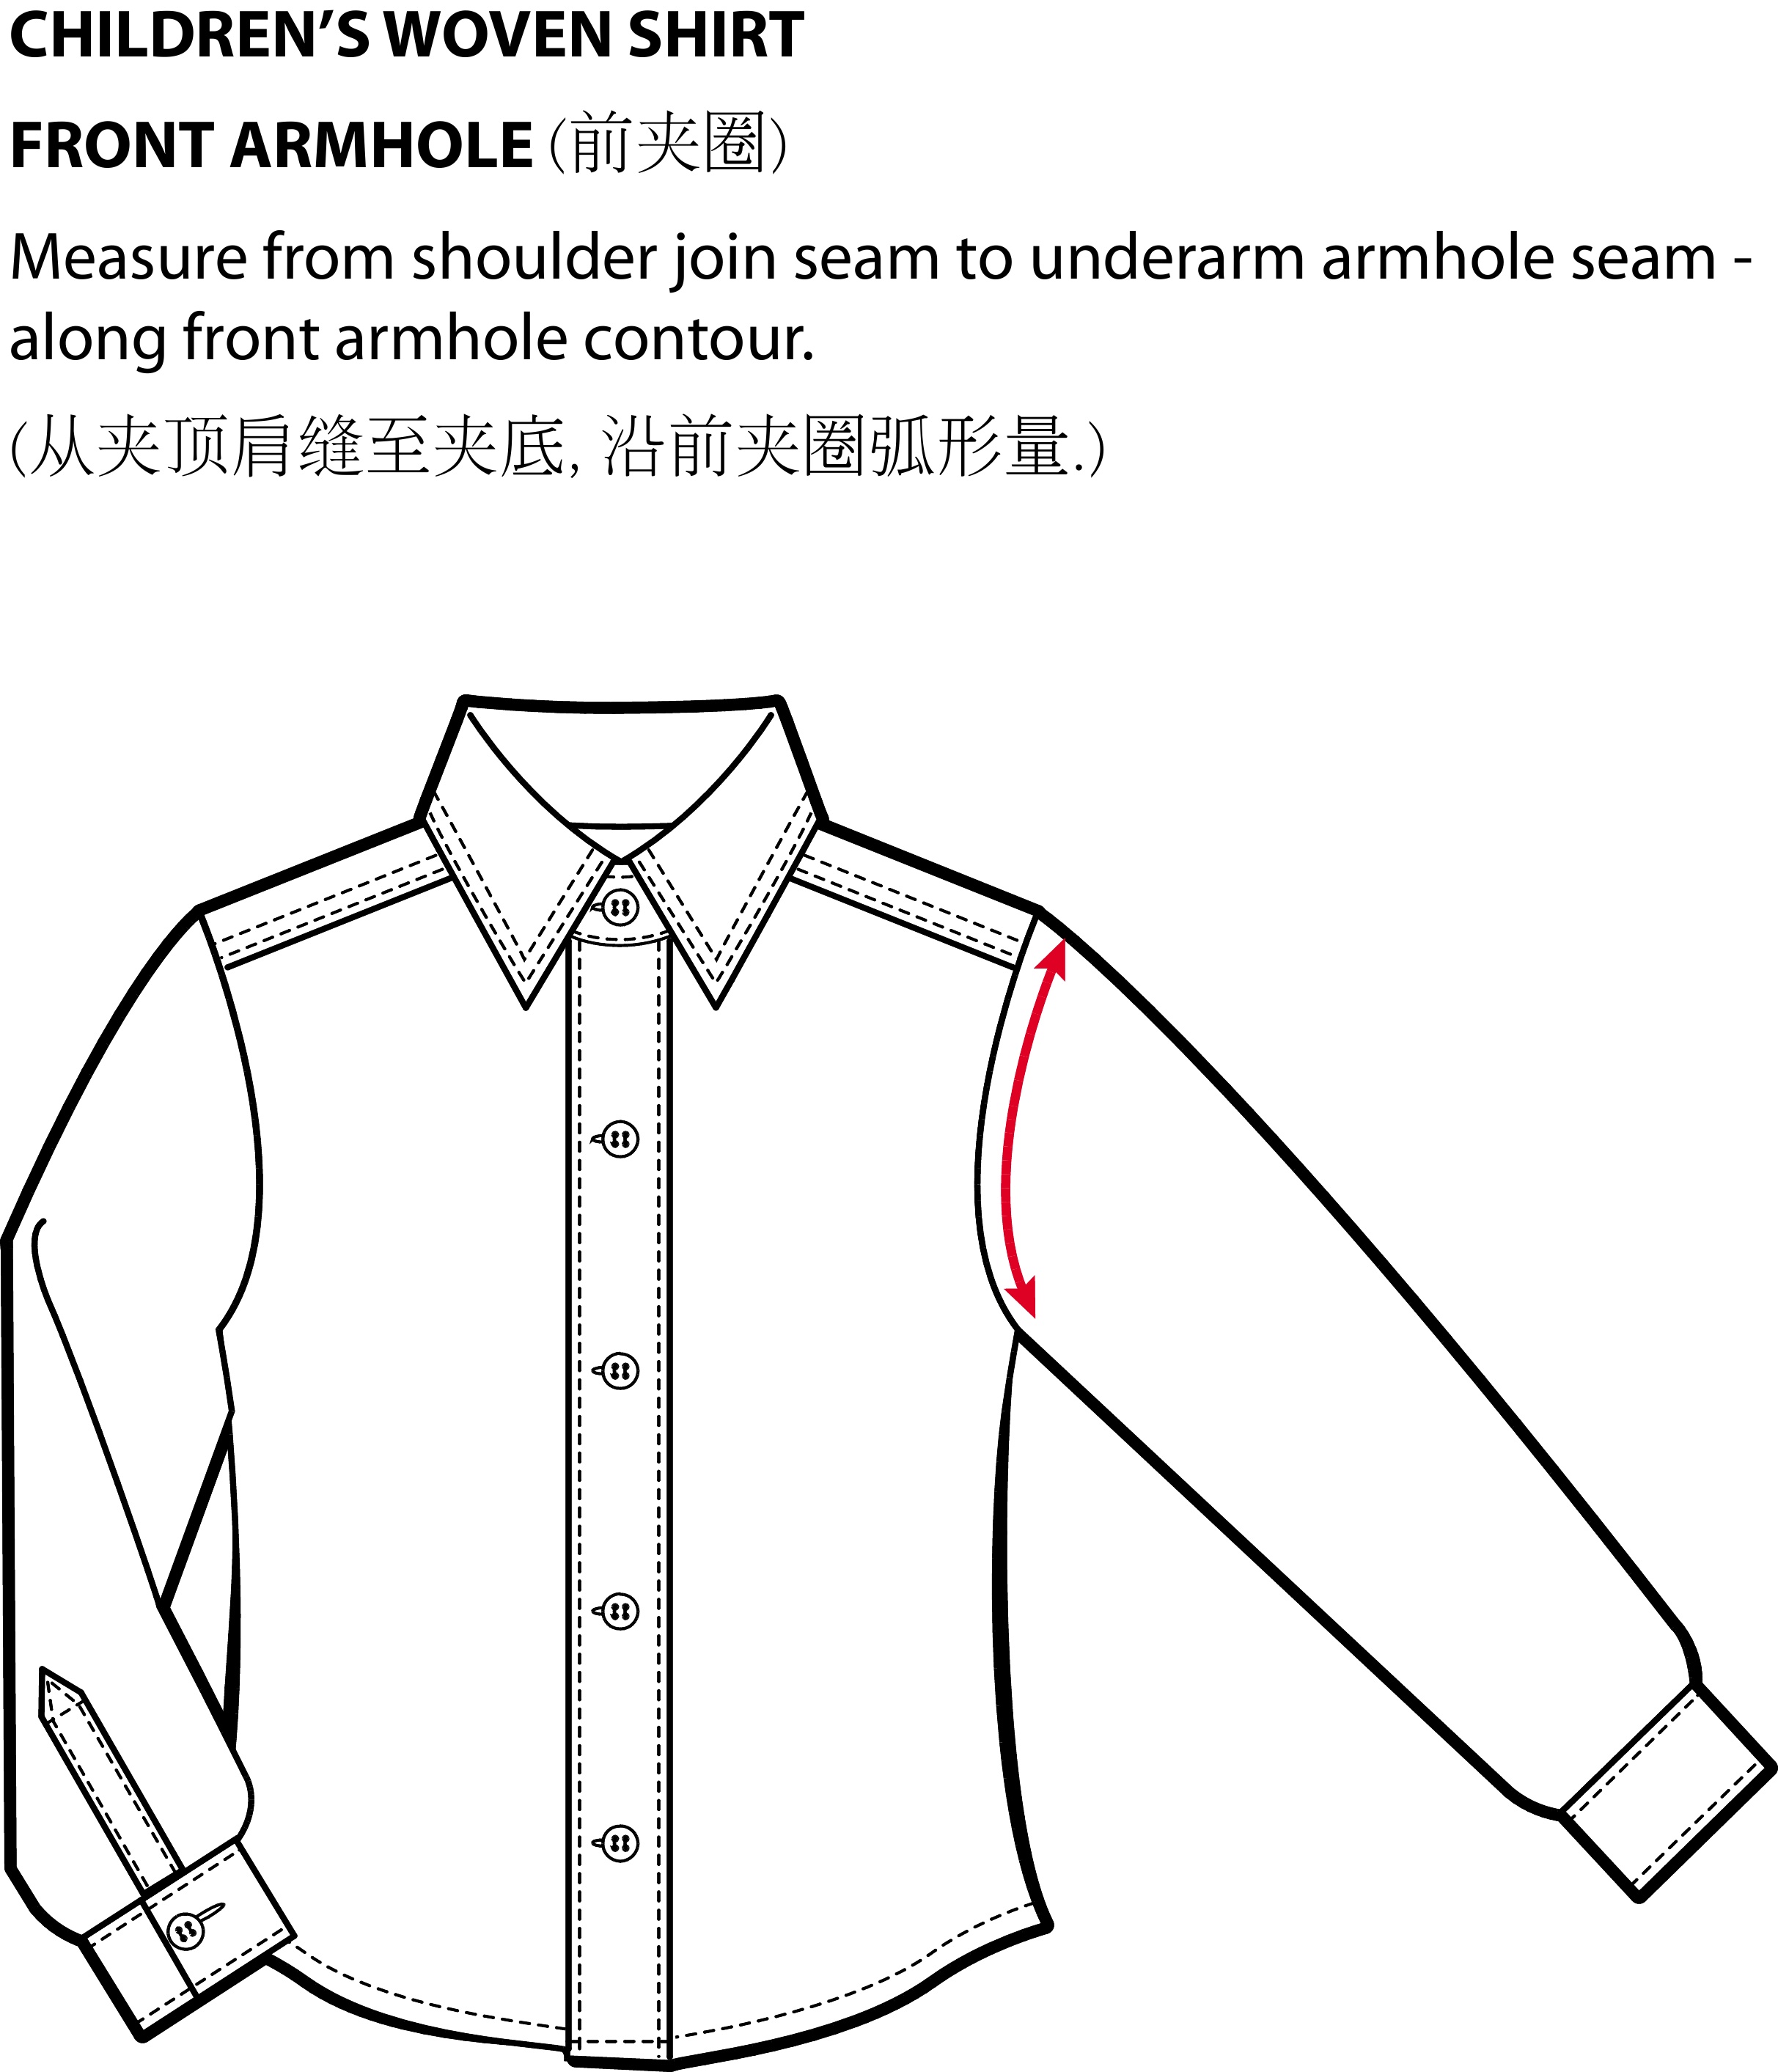 CHILDREN’S WOVEN SHIRT
FRONT ARMHOLE (前夹圈)
Measure from shoulder join seam to underarm armhole seam -
along front armhole contour.
(从夹顶肩缝至夹底, 沿前夹圈弧形量.)